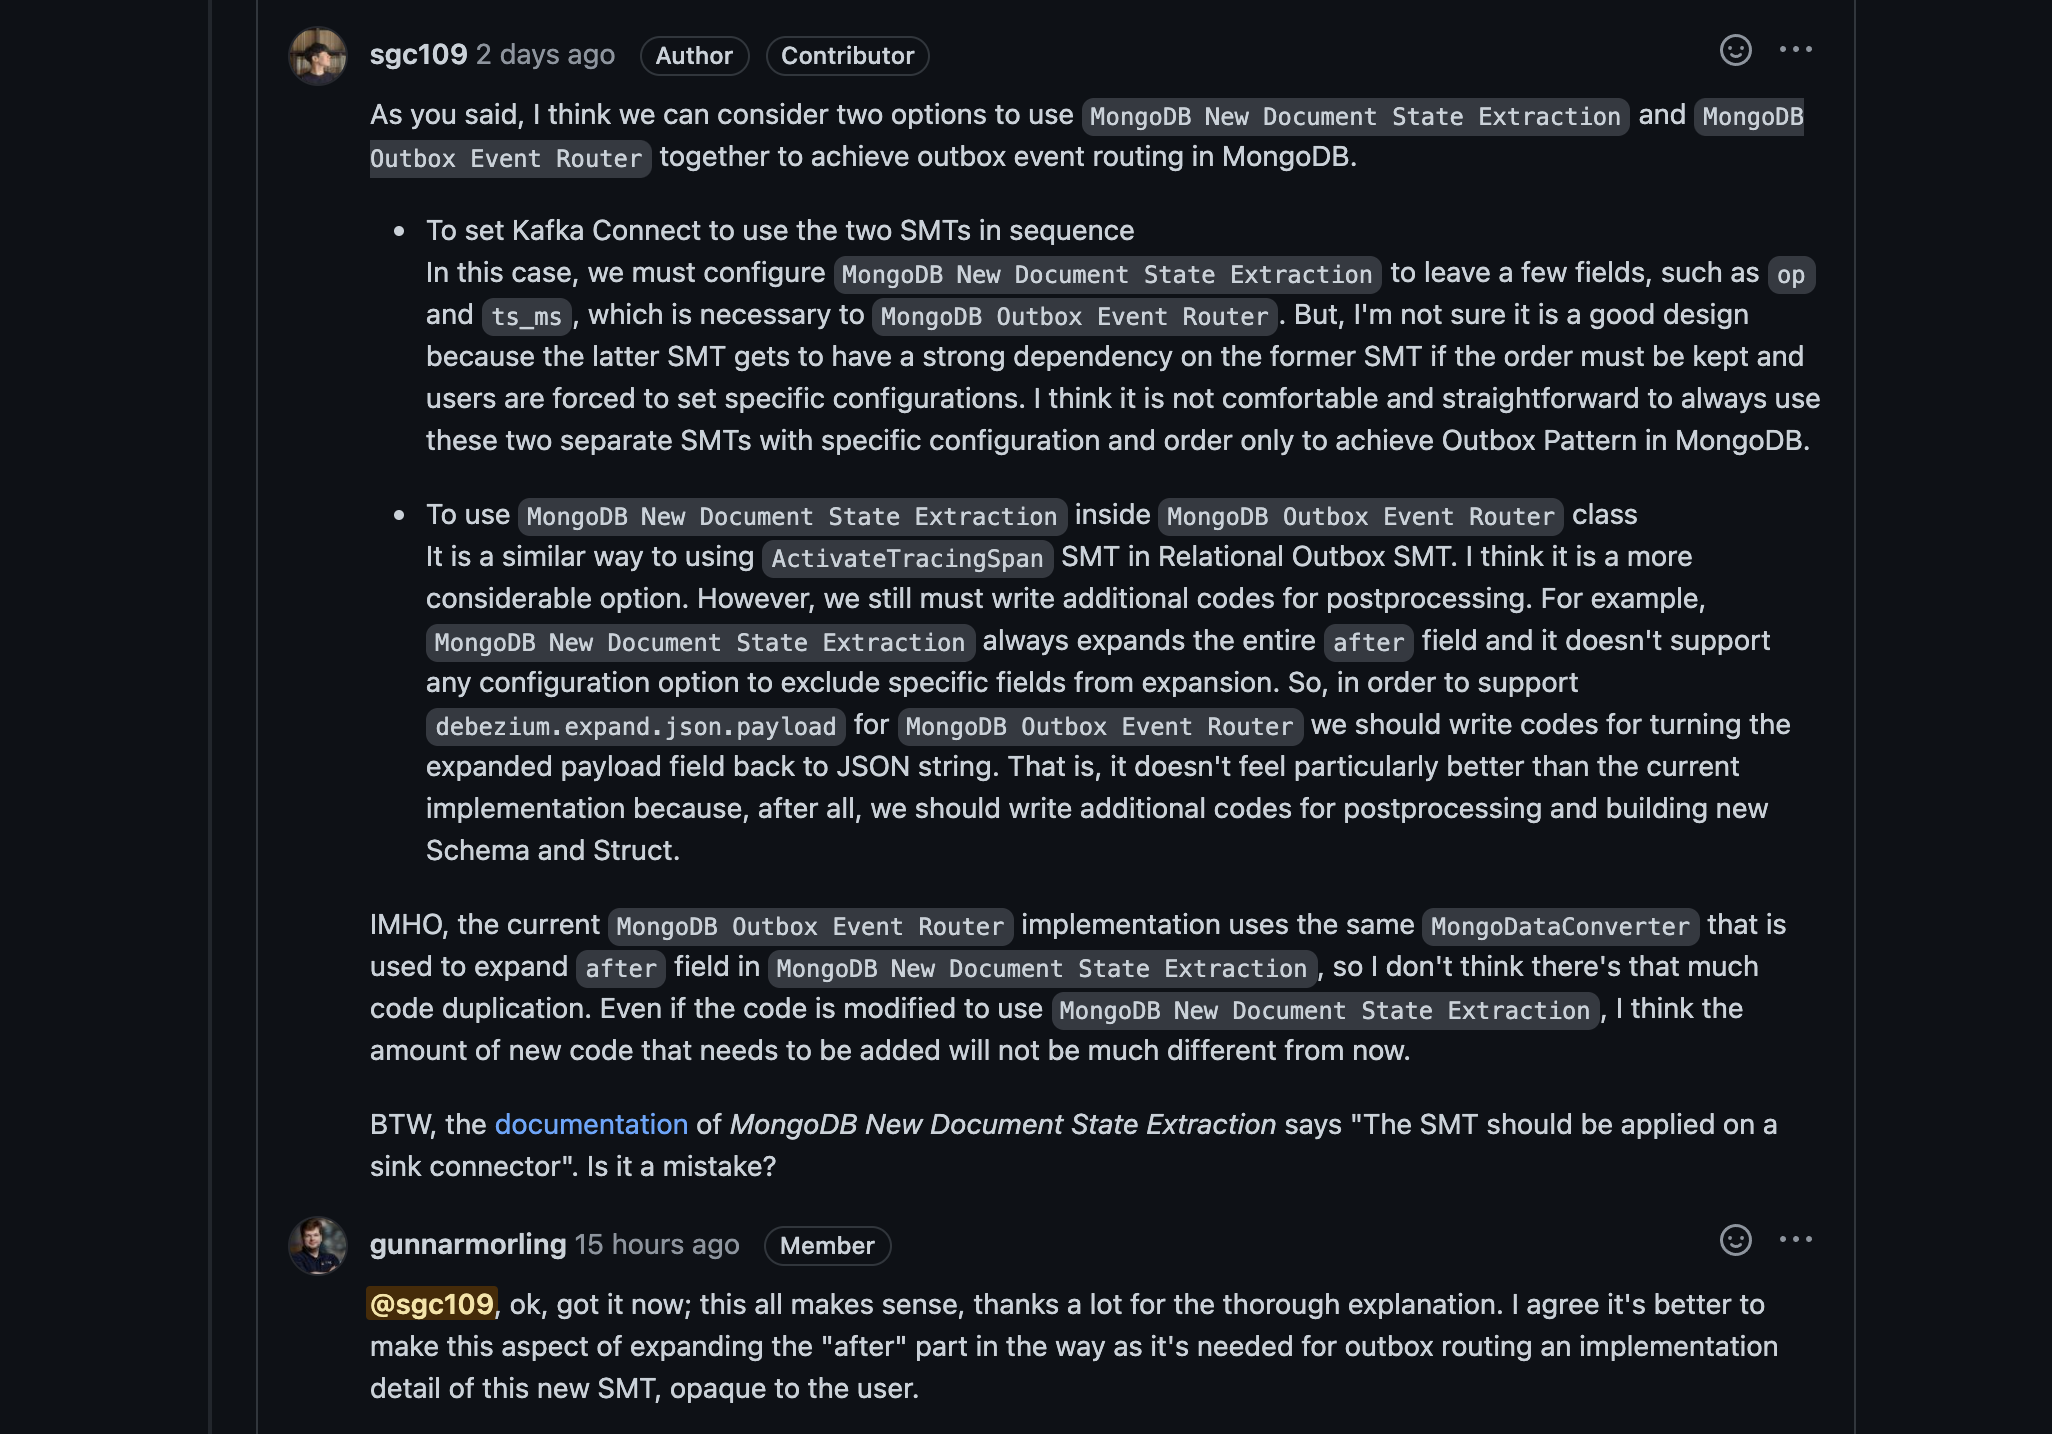 sgc109 2 days ago Author Contributor
As you said, I think we can consider two options to use MongoDB New Document State Extraction and MongoDB
Outbox Event Router together to achieve outbox event routing in MongoDB.
• To set Kafka Connect to use the two SMTs in sequence
In this case, we must configure MongoDB New Document State Extraction to leave a few fields, such as op
and ts_ms, which is necessary to MongoDB Outbox Event Router. But, I'm not sure it is a good design
because the latter SMT gets to have a strong dependency on the former SMT if the order must be kept and
users are forced to set specific configurations. I think it is not comfortable and straightforward to always use
these two separate SMTs with specific configuration and order only to achieve Outbox Pattern in MongoDB.
• To use MongoDB New Document State Extraction inside MongoDB Outbox Event Router class
It is a similar way to using ActivateTracingSpan SMT in Relational Outbox SMT. I think it is a more
considerable option. However, we still must write additional codes for postprocessing. For example,
MongoDB New Document State Extraction always expands the entire after field and it doesn't support
any configuration option to exclude specific fields from expansion. So, in order to support
debezium.expand.json.payload for MongoDB Outbox Event Router we should write codes for turning the
expanded payload field back to JSON string. That is, it doesn't feel particularly better than the current
implementation because, after all, we should write additional codes for postprocessing and building new
Schema and Struct.
IMHO, the current MongoDB Outbox Event Router implementation uses the same MongoDataConverter that is
used to expand after field in MongoDB New Document State Extraction, so I don't think there's that much
code duplication. Even if the code is modified to use MongoDB New Document State Extraction, I think the
amount of new code that needs to be added will not be much different from now.
BTW, the documentation of MongoDB New Document State Extraction says "The SMT should be applied on a
sink connector". Is it a mistake?
gunnarmorling 15 hours ago Member
@sgc109, ok, got it now; this all makes sense, thanks a lot for the thorough explanation. I agree it's better to
make this aspect of expanding the "after" part in the way as it's needed for outbox routing an implementation
detail of this new SMT, opaque to the user.